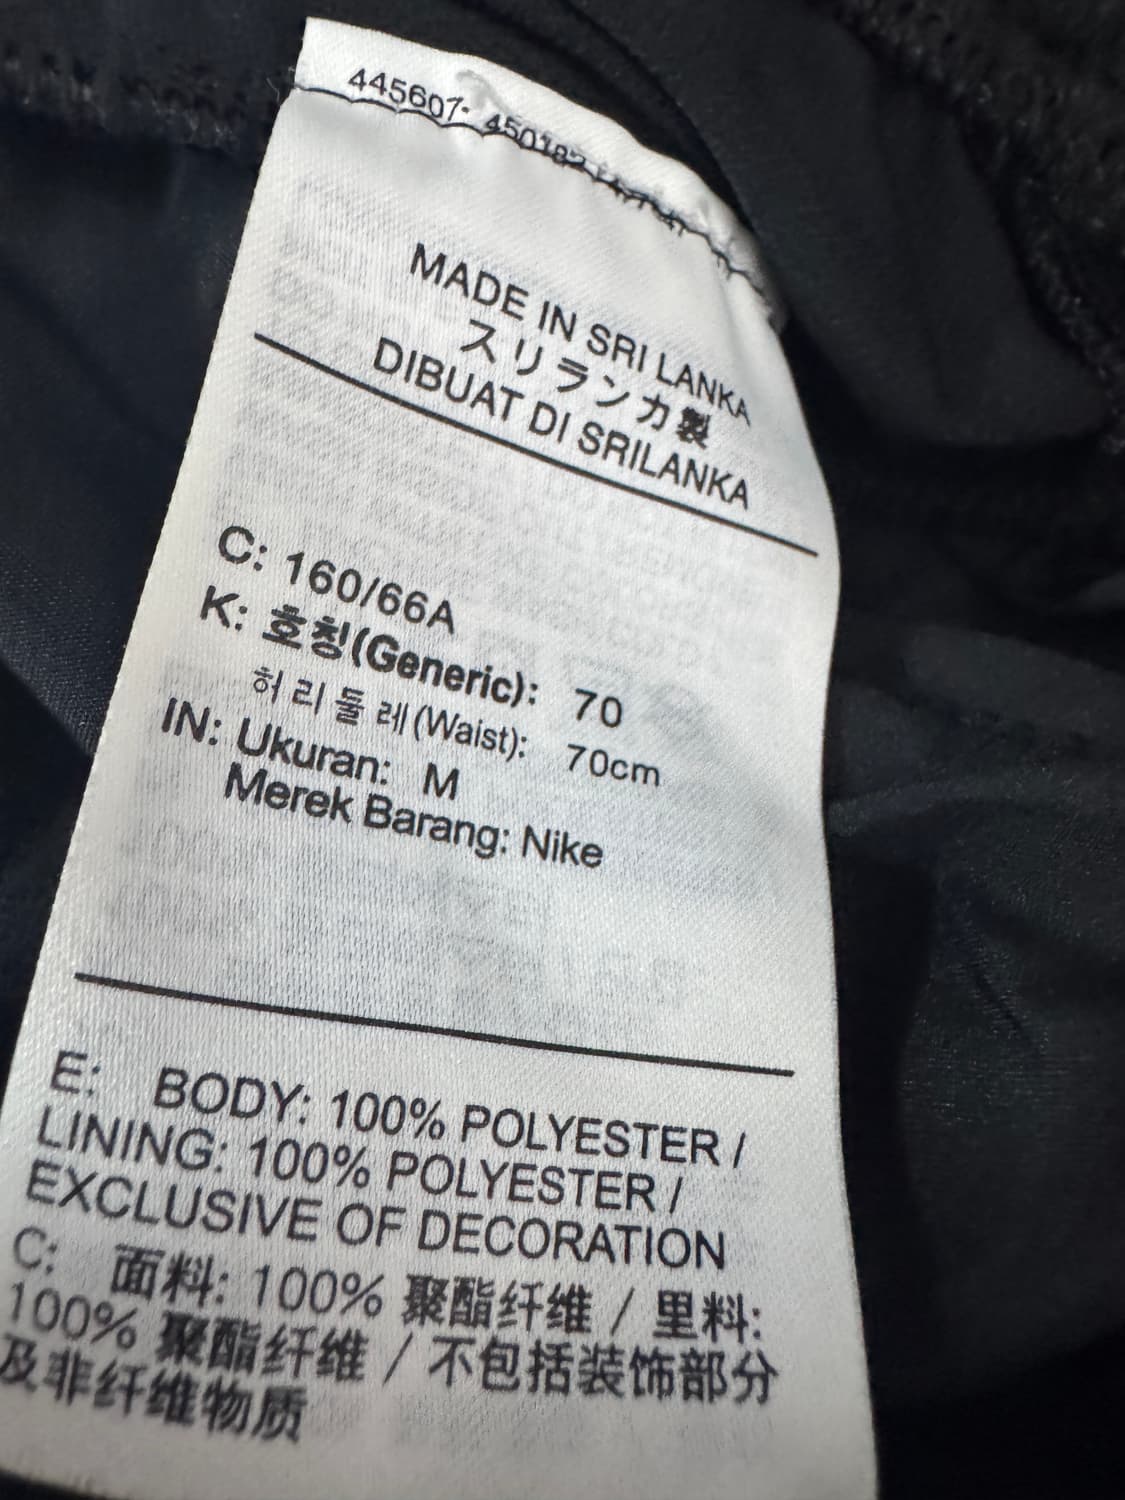 445607- 450182
MADE IN SRI LANKA
スリランカ製
DIBUAT DI SRILANKA
C: 160/66A
K: 호칭(Generic): 70
허리둘레(Waist): 70cm
IN: Ukuran: M
Merek Barang: Nike
E: BODY: 100% POLYESTER /
LINING: 100% POLYESTER /
EXCLUSIVE OF DECORATION
C: 面料: 100% 聚酯纤维 / 里料:
100% 聚酯纤维 / 不包括装饰部分
及非纤维物质